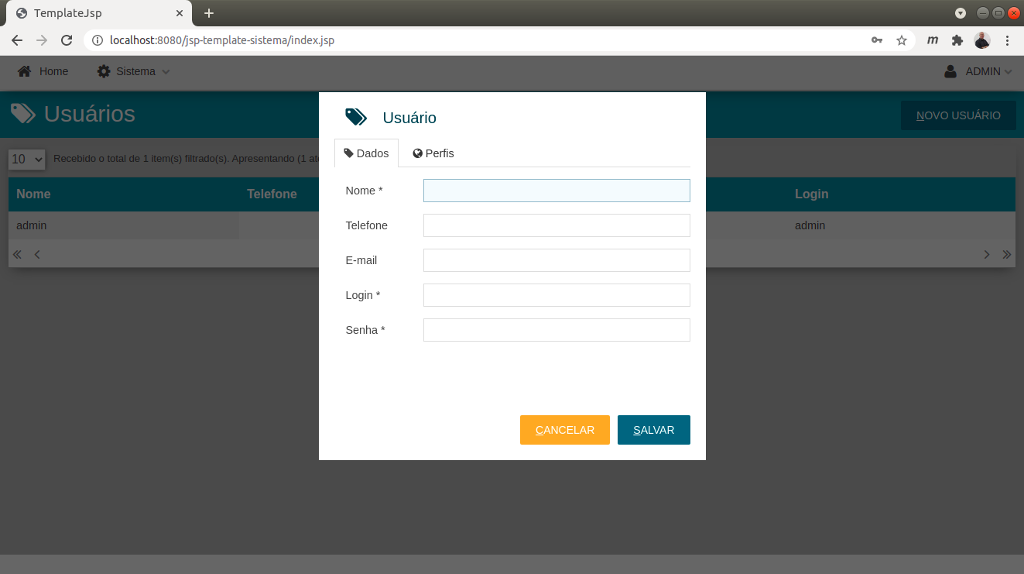 TemplateJsp
localhost:8080/jsp-template-sistema/index.jsp
Home Sistema ADMIN
Usuários NOVO USUÁRIO
10 Recebido o total de 1 item(s) filtrado(s). Apresentando (1
Nome Telefone Login
admin admin
Usuário
Dados Perfis
Nome *
Telefone
E-mail
Login *
Senha *
CANCELAR SALVAR